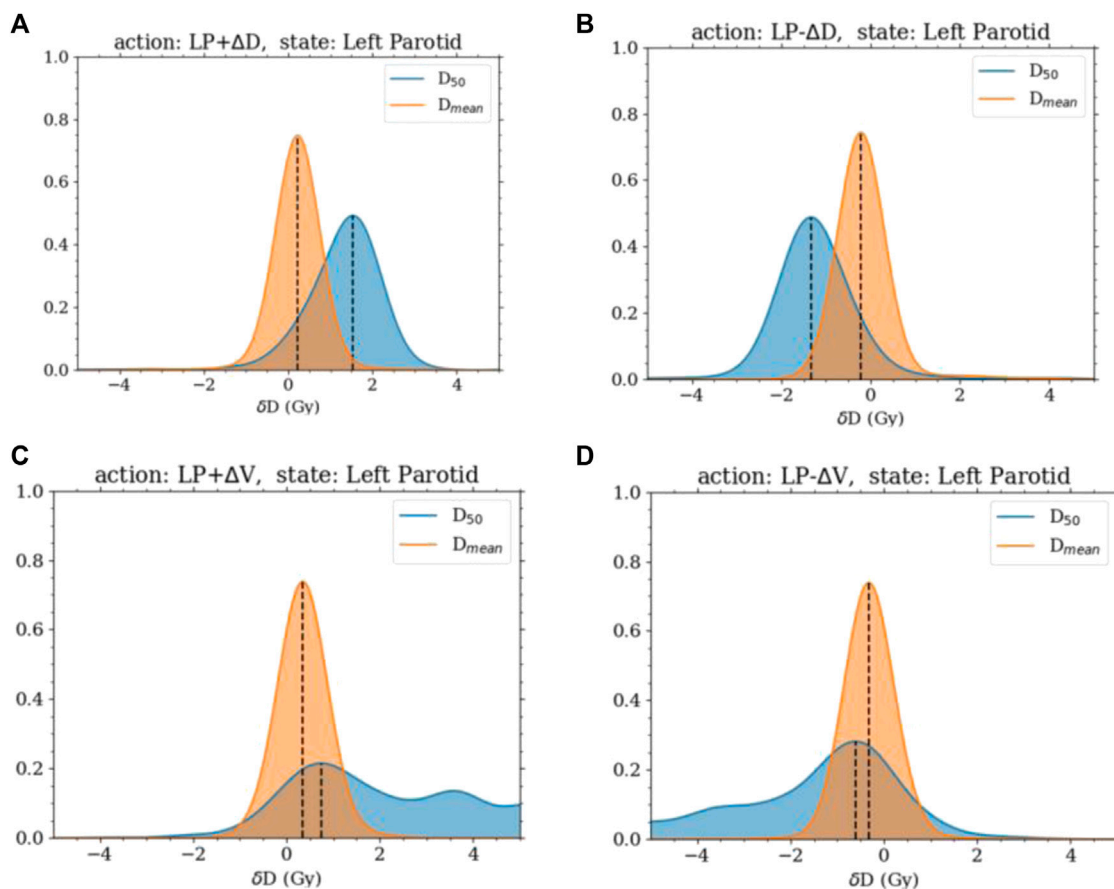 A
action: LP+ΔD, state: Left Parotid
1.0
0.8
0.6
0.4
0.2
0.0
−4
−2
0
2
4
δD (Gy)
D₅₀
Dₘₑₐₙ
B
action: LP-ΔD, state: Left Parotid
1.0
0.8
0.6
0.4
0.2
0.0
−4
−2
0
2
4
δD (Gy)
D₅₀
Dₘₑₐₙ
C
action: LP+ΔV, state: Left Parotid
1.0
0.8
0.6
0.4
0.2
0.0
−4
−2
0
2
4
δD (Gy)
D₅₀
Dₘₑₐₙ
D
action: LP-ΔV, state: Left Parotid
1.0
0.8
0.6
0.4
0.2
0.0
−4
−2
0
2
4
δD (Gy)
D₅₀
Dₘₑₐₙ